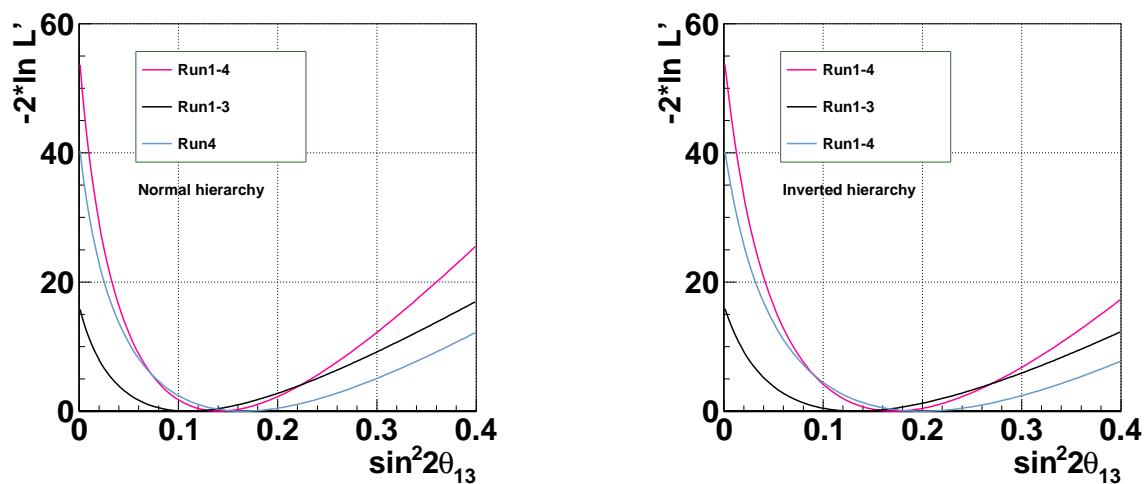 -2*ln L'
60
40
20
0
Run1-4
Run1-3
Run4
Normal hierarchy
0 0.1 0.2 0.3 0.4
sin²2θ₁₃
-2*ln L'
60
40
20
0
Run1-4
Run1-3
Run1-4
Inverted hierarchy
0 0.1 0.2 0.3 0.4
sin²2θ₁₃